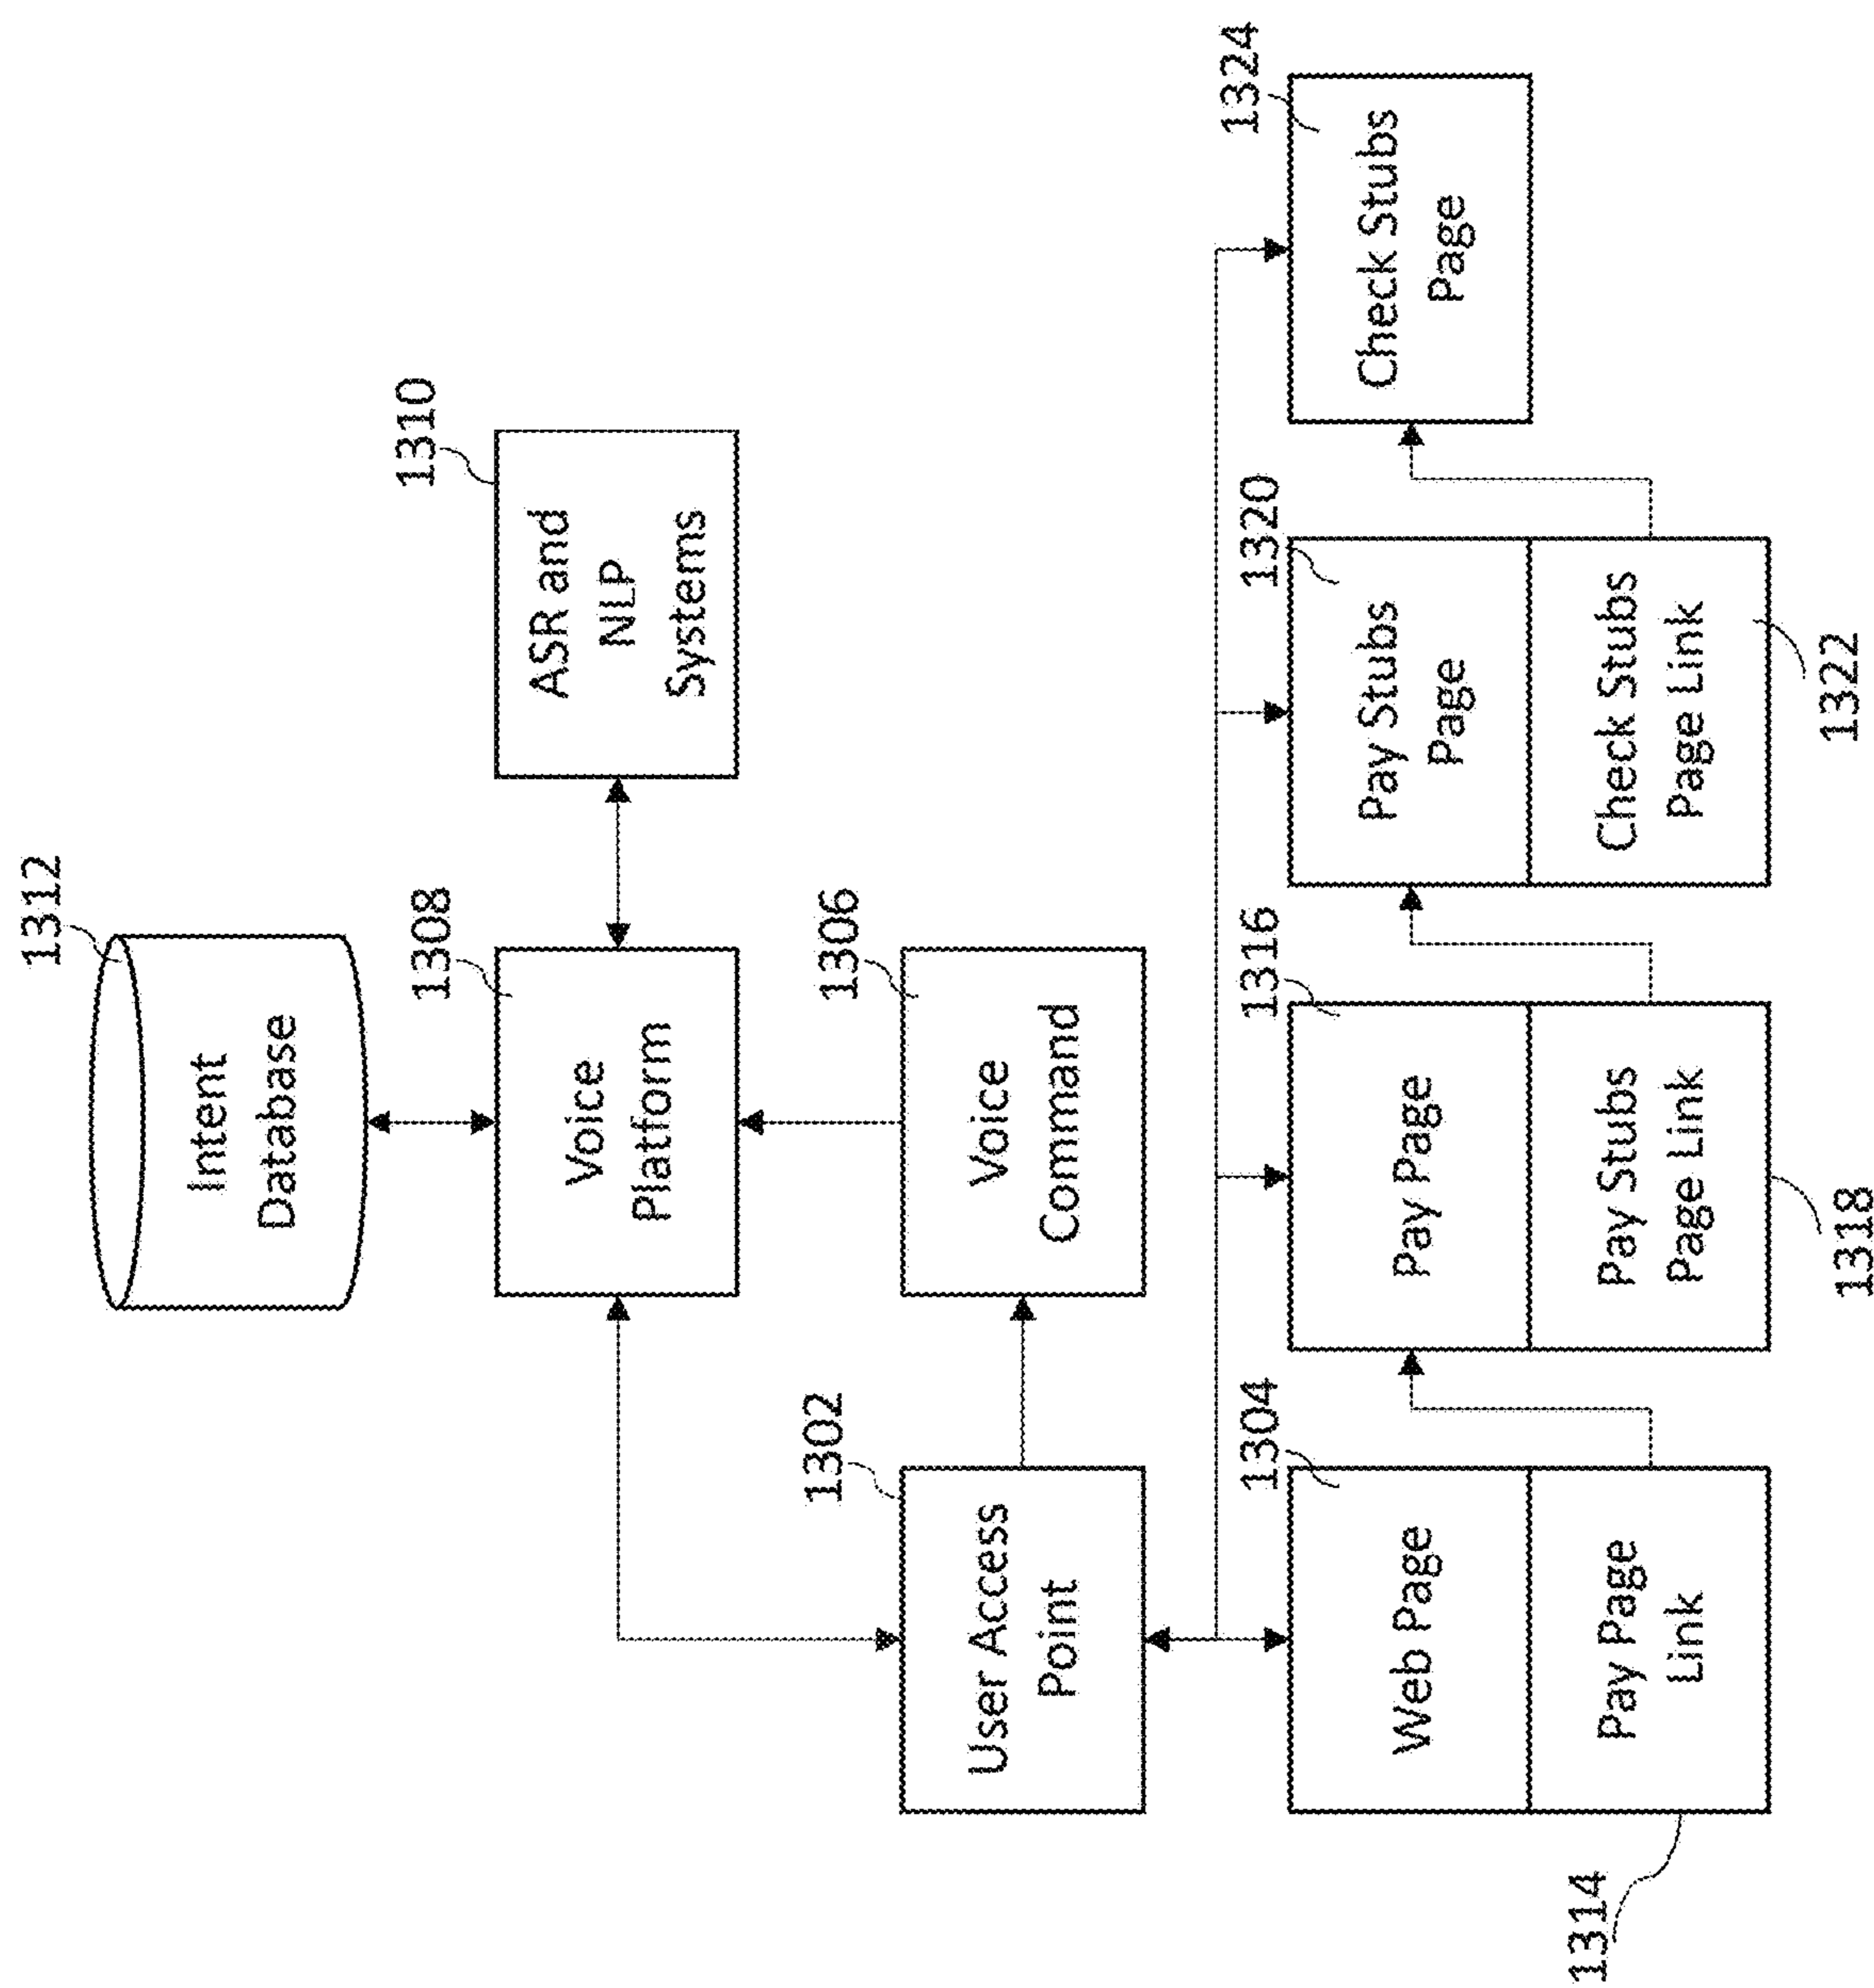 1312
Intent
Database
1308
Voice
Platform
1310
ASR and
NLP
Systems
1302
User Access
Point
1306
Voice
Command
1304
Web Page
Pay Page
Link
1314
1316
Pay Page
Pay Stubs
Page Link
1318
1320
Pay Stubs
Page
Check Stubs
Page Link
1322
1324
Check Stubs
Page